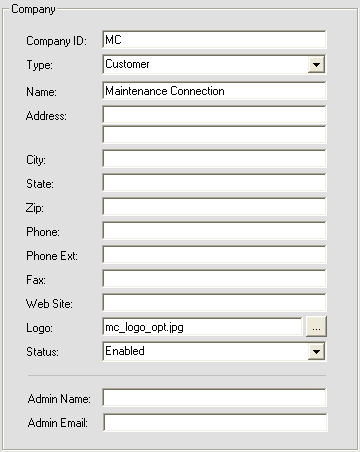 Company
Company ID: MC
Type: Customer
Name: Maintenance Connection
Address:
City:
State:
Zip:
Phone:
Phone Ext:
Fax:
Web Site:
Logo: mc_logo_opt.jpg ...
Status: Enabled
Admin Name:
Admin Email: